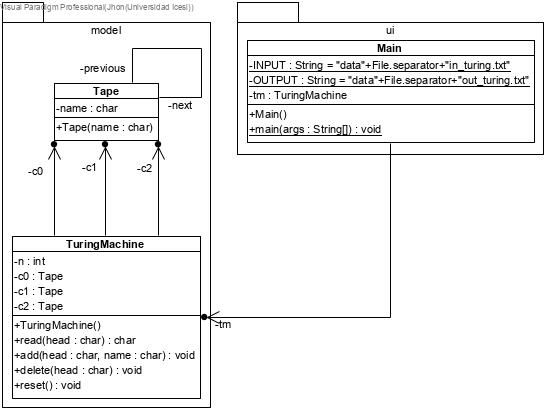 Visual Paradigm Professional(Jhon(Universidad Icesi))
model
-previous
-next
Tape
-name : char
+Tape(name : char)
-c0
-c1
-c2
TuringMachine
-n : int
-c0 : Tape
-c1 : Tape
-c2 : Tape
+TuringMachine()
+read(head : char) : char
+add(head : char, name : char) : void
+delete(head : char) : void
+reset() : void
ui
Main
-INPUT : String = "data"+File.separator+"in_turing.txt"
-OUTPUT : String = "data"+File.separator+"out_turing.txt"
-tm : TuringMachine
+Main()
+main(args : String[]) : void
-tm